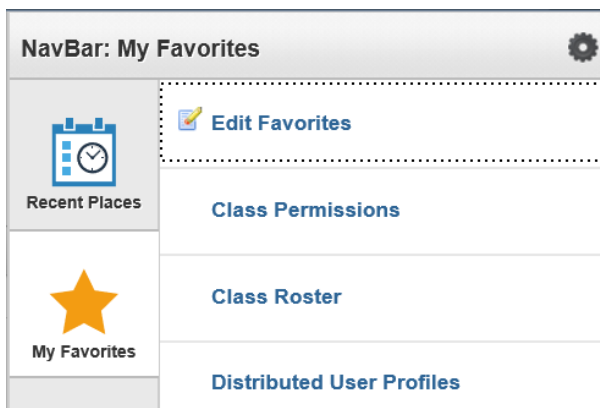 NavBar: My Favorites
Edit Favorites
Recent Places
Class Permissions
Class Roster
My Favorites
Distributed User Profiles